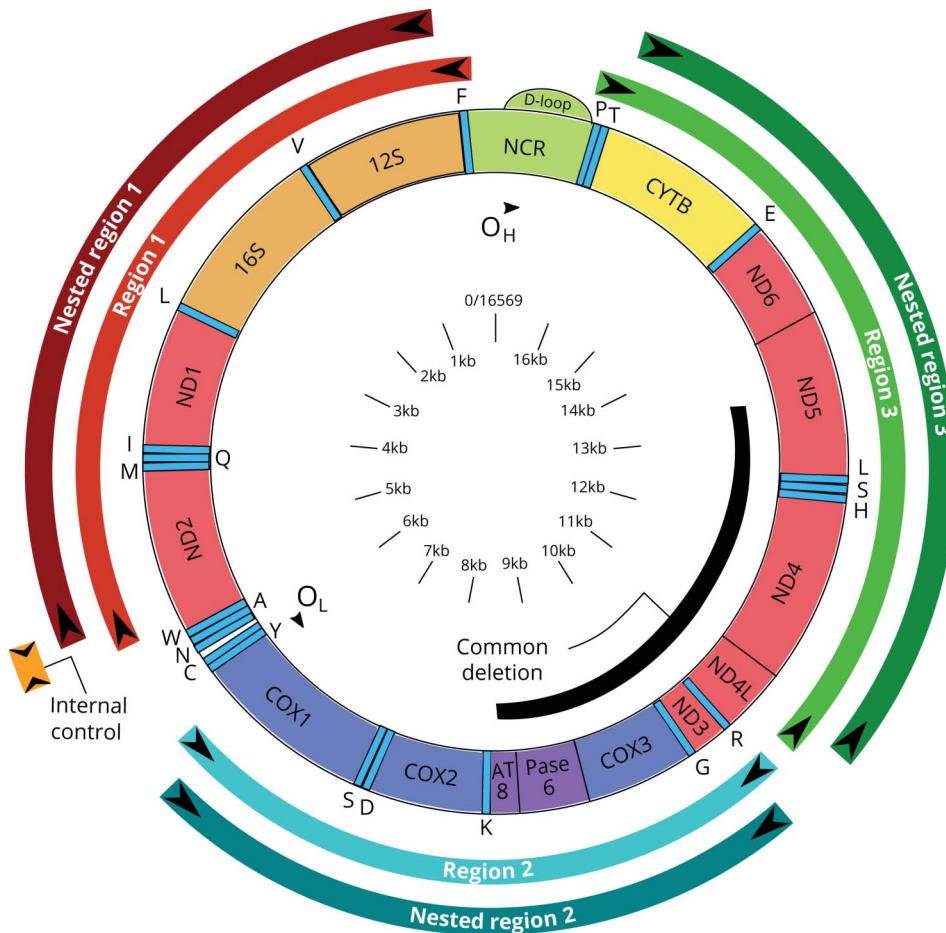 D-loop
F
PT
NCR
12S
CYTB
V
E
16S
ND6
O
H
L
0/16569
1kb
16kb
2kb
15kb
3kb
14kb
4kb
13kb
5kb
12kb
6kb
11kb
7kb
10kb
8kb
9kb
ND1
ND5
I
M
Q
L
S
H
ND2
ND4
A
W
N
C
Y
O
L
Common
deletion
COX1
ND4L
ND3
R
G
S
D
COX2
K
AT
8
Pase
6
COX3
Internal
control
Nested region 1
Region 1
Region 3
Nested region 3
Region 2
Nested region 2